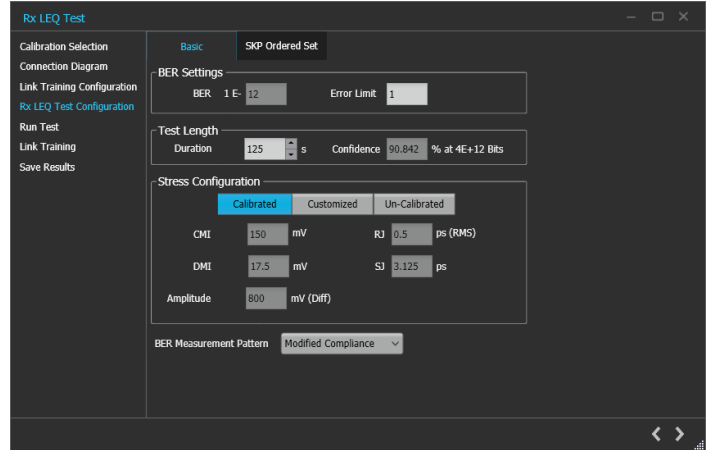 Rx LEQ Test
Calibration Selection
Connection Diagram
Link Training Configuration
Rx LEQ Test Configuration
Run Test
Link Training
Save Results
Basic SKP Ordered Set
BER Settings
BER 1 E- 12 Error Limit 1
Test Length
Duration 125 s Confidence 90.842 % at 4E+12 Bits
Stress Configuration
Calibrated Customized Un-Calibrated
CMI 150 mV RJ 0.5 ps (RMS)
DMI 17.5 mV SJ 3.125 ps
Amplitude 800 mV (Diff)
BER Measurement Pattern Modified Compliance